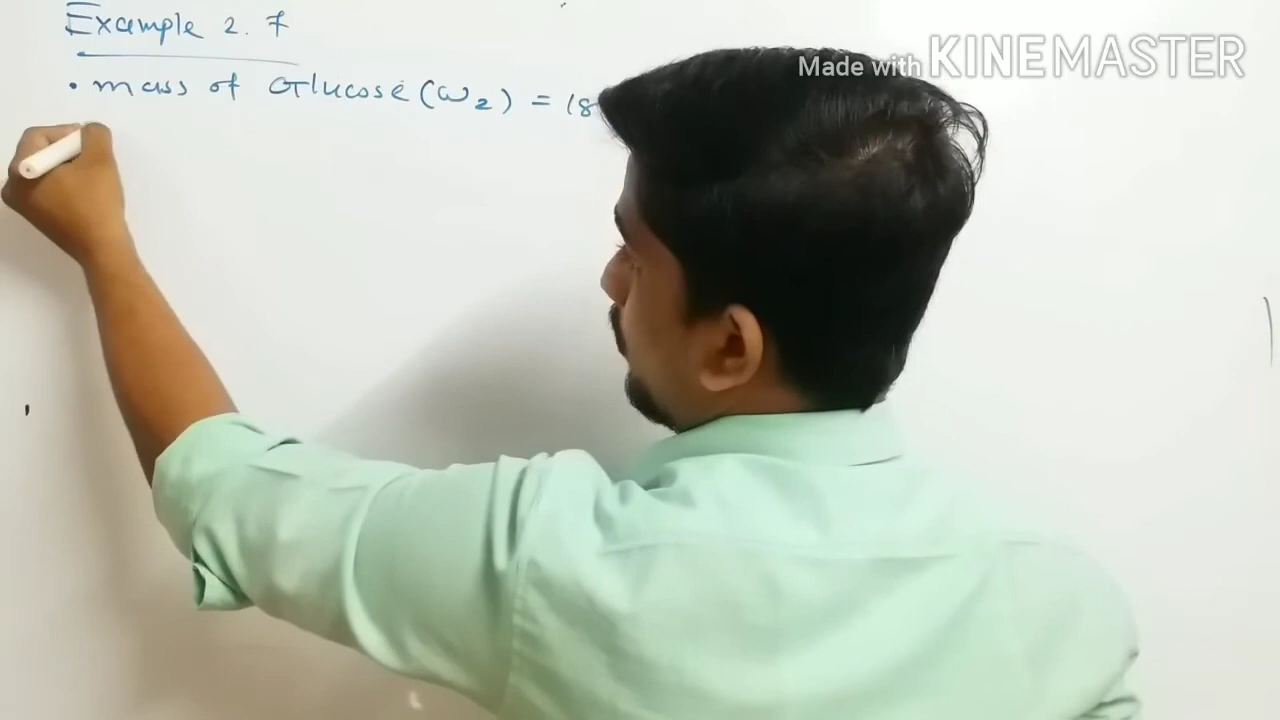 Example 2.7
Made with KINEMASTER
• mass of Glucose (W2) = 18